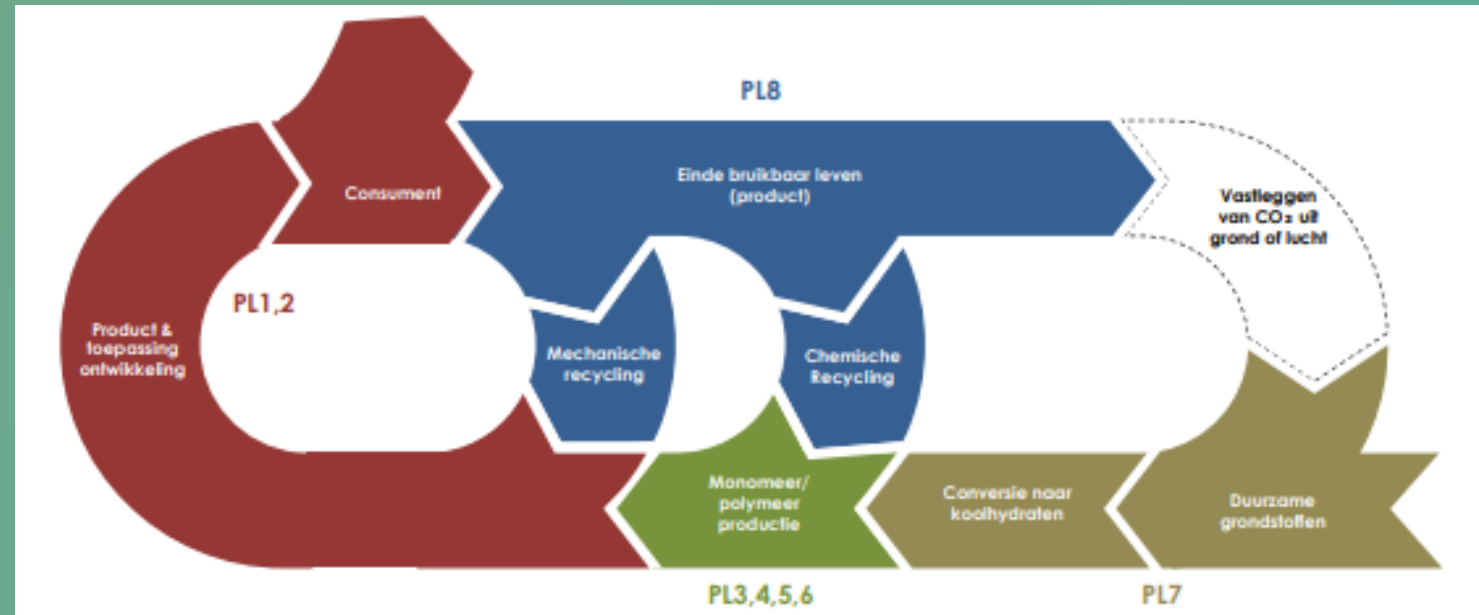 PL8
Consument
Einde bruikbaar leven
(product)
Vastleggen
van CO₂ uit
grond of lucht
PL1,2
Product &
toepassing
ontwikkeling
Mechanische
recycling
Chemische
Recycling
Monomeer/
polymeer
productie
Conversie naar
koolhydraten
Duurzame
grondstoffen
PL3,4,5,6
PL7